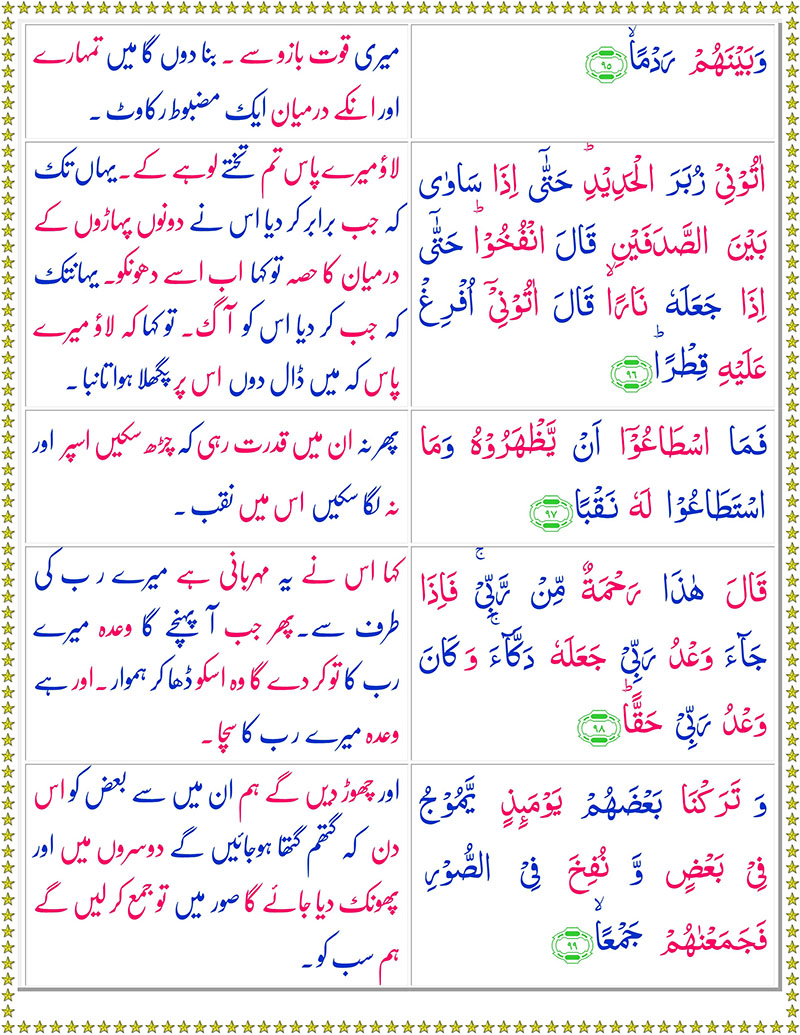 وَبَيْنَهُمْ رَدْمًاۙ ۹۵
میری قوت بازو سے ۔ بنا دوں گا میں تمہارے
اور انکے درمیان ایک مضبوط رکاوٹ ۔
اٰتُوْنِيْ زُبَرَ الْحَدِيْدِؕ حَتّٰٓى اِذَا سَاوٰى
بَيْنَ الصَّدَفَيْنِ قَالَ انْفُخُوْاؕ حَتّٰٓى
اِذَا جَعَلَهٗ نَارًاۙ قَالَ اٰتُوْنِيْٓ اُفْرِغْ
عَلَيْهِ قِطْرًاؕ ۹۶
لاؤ میرے پاس تم تختے لوہے کے۔ یہاں تک
کہ جب برابر کر دیا اس نے دونوں پہاڑوں کے
درمیان کا حصہ تو کہا اب اسے دھونکو۔ یہانتک
کہ جب کر دیا اس کو آگ۔ تو کہا کہ لاؤ میرے
پاس کہ میں ڈال دوں اس پر پگھلا ہوا تانبا۔
فَمَا اسْطَاعُوْٓا اَنْ يَّظْهَرُوْهُ وَمَا
اسْتَطَاعُوْا لَهٗ نَقْبًا ۹۷
پھر نہ ان میں قدرت رہی کہ چڑھ سکیں اسپر اور
نہ لگا سکیں اس میں نقب ۔
قَالَ هٰذَا رَحْمَةٌ مِّنْ رَّبِّيْۚ فَاِذَا
جَآءَ وَعْدُ رَبِّيْ جَعَلَهٗ دَكَّآءَۚ وَ كَانَ
وَعْدُ رَبِّيْ حَقًّاؕ ۹۸
کہا اس نے یہ مہربانی ہے میرے رب کی
طرف سے۔ پھر جب آ پہنچے گا وعدہ میرے
رب کا تو کر دے گا وہ اسکو ڈھا کر ہموار۔ اور ہے
وعدہ میرے رب کا سچا۔
وَ تَرَكْنَا بَعْضَهُمْ يَوْمَىِٕذٍ يَّمُوْجُ
فِيْ بَعْضٍ وَّ نُفِخَ فِي الصُّوْرِ
فَجَمَعْنٰهُمْ جَمْعًاۙ ۹۹
اور چھوڑ دیں گے ہم ان میں سے بعض کو اس
دن کہ گتھم گتھا ہو جائیں گے دوسروں میں اور
پھونک دیا جائے گا صور میں تو جمع کر لیں گے
ہم سب کو۔